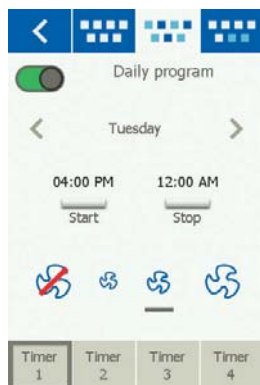 Daily program
Tuesday
04:00 PM 12:00 AM
Start Stop
Timer Timer Timer Timer
1 2 3 4